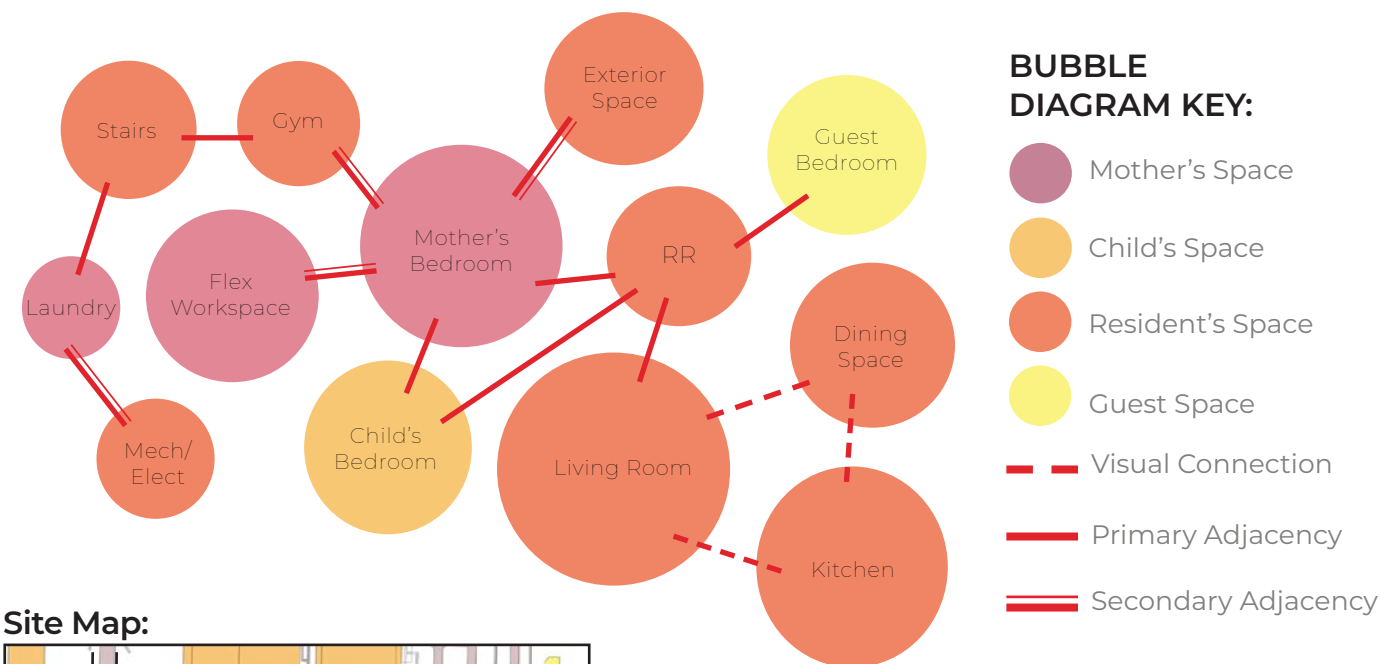 Stairs
Gym
Exterior
Space
Guest
Bedroom
Mother's
Bedroom
RR
Flex
Workspace
Laundry
Dining
Space
Mech/
Elect
Child's
Bedroom
Living Room
Kitchen
BUBBLE
DIAGRAM KEY:
Mother's Space
Child's Space
Resident's Space
Guest Space
Visual Connection
Primary Adjacency
Secondary Adjacency
Site Map: